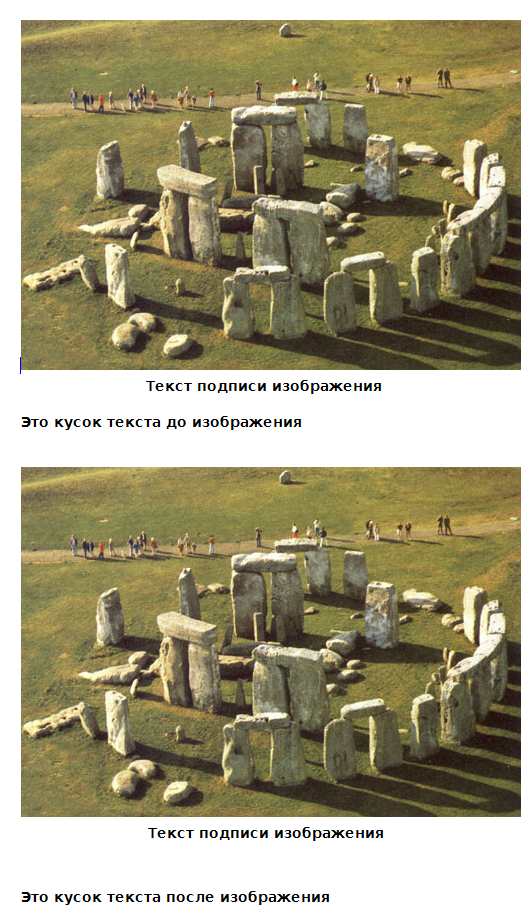 Текст подписи изображения
Это кусок текста до изображения
Текст подписи изображения
Это кусок текста после изображения